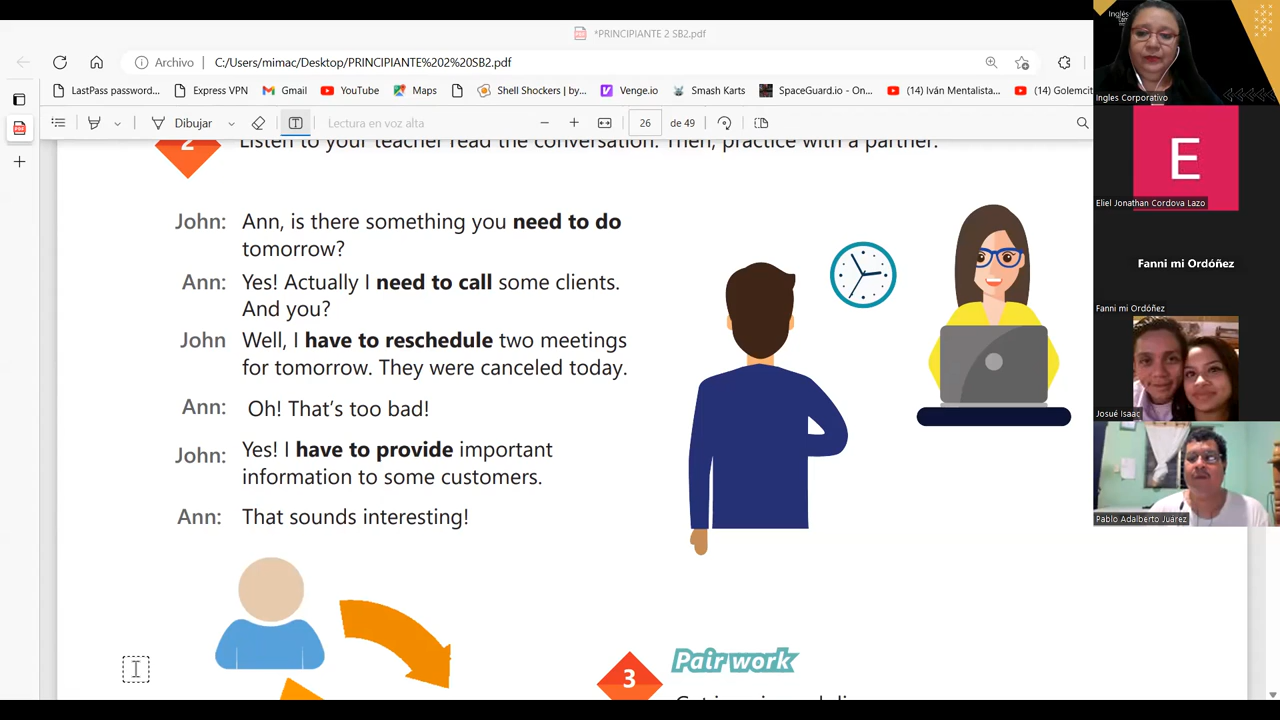 *PRINCIPIANTE 2 SB2.pdf
Archivo C:/Users/mimac/Desktop/PRINCIPIANTE%202%20SB2.pdf
LastPass password... Express VPN Gmail YouTube Maps Shell Shockers | by... Venge.io Smash Karts SpaceGuard.io - On... (14) Iván Mentalista... (14) Golemcit
Dibujar Lectura en voz alta 26 de 49
2 Listen to your teacher read the conversation. Then, practice with a partner.
John: Ann, is there something you need to do
tomorrow?
Ann: Yes! Actually I need to call some clients.
And you?
John Well, I have to reschedule two meetings
for tomorrow. They were canceled today.
Ann: Oh! That's too bad!
John: Yes! I have to provide important
information to some customers.
Ann: That sounds interesting!
Pair work
3
Inglés
Ingles Corporativo
E
Eliel Jonathan Cordova Lazo
Fanni mi Ordóñez
Fanni mi Ordóñez
Josué Isaac
Pablo Adalberto Juárez